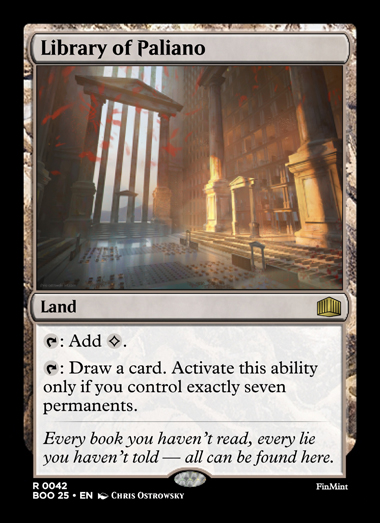 Library of Paliano
Land
: Add .
: Draw a card. Activate this ability
only if you control exactly seven
permanents.
Every book you haven't read, every lie
you haven't told — all can be found here.
R 0042
BOO 25 • EN Chris Ostrowsky
FinMint